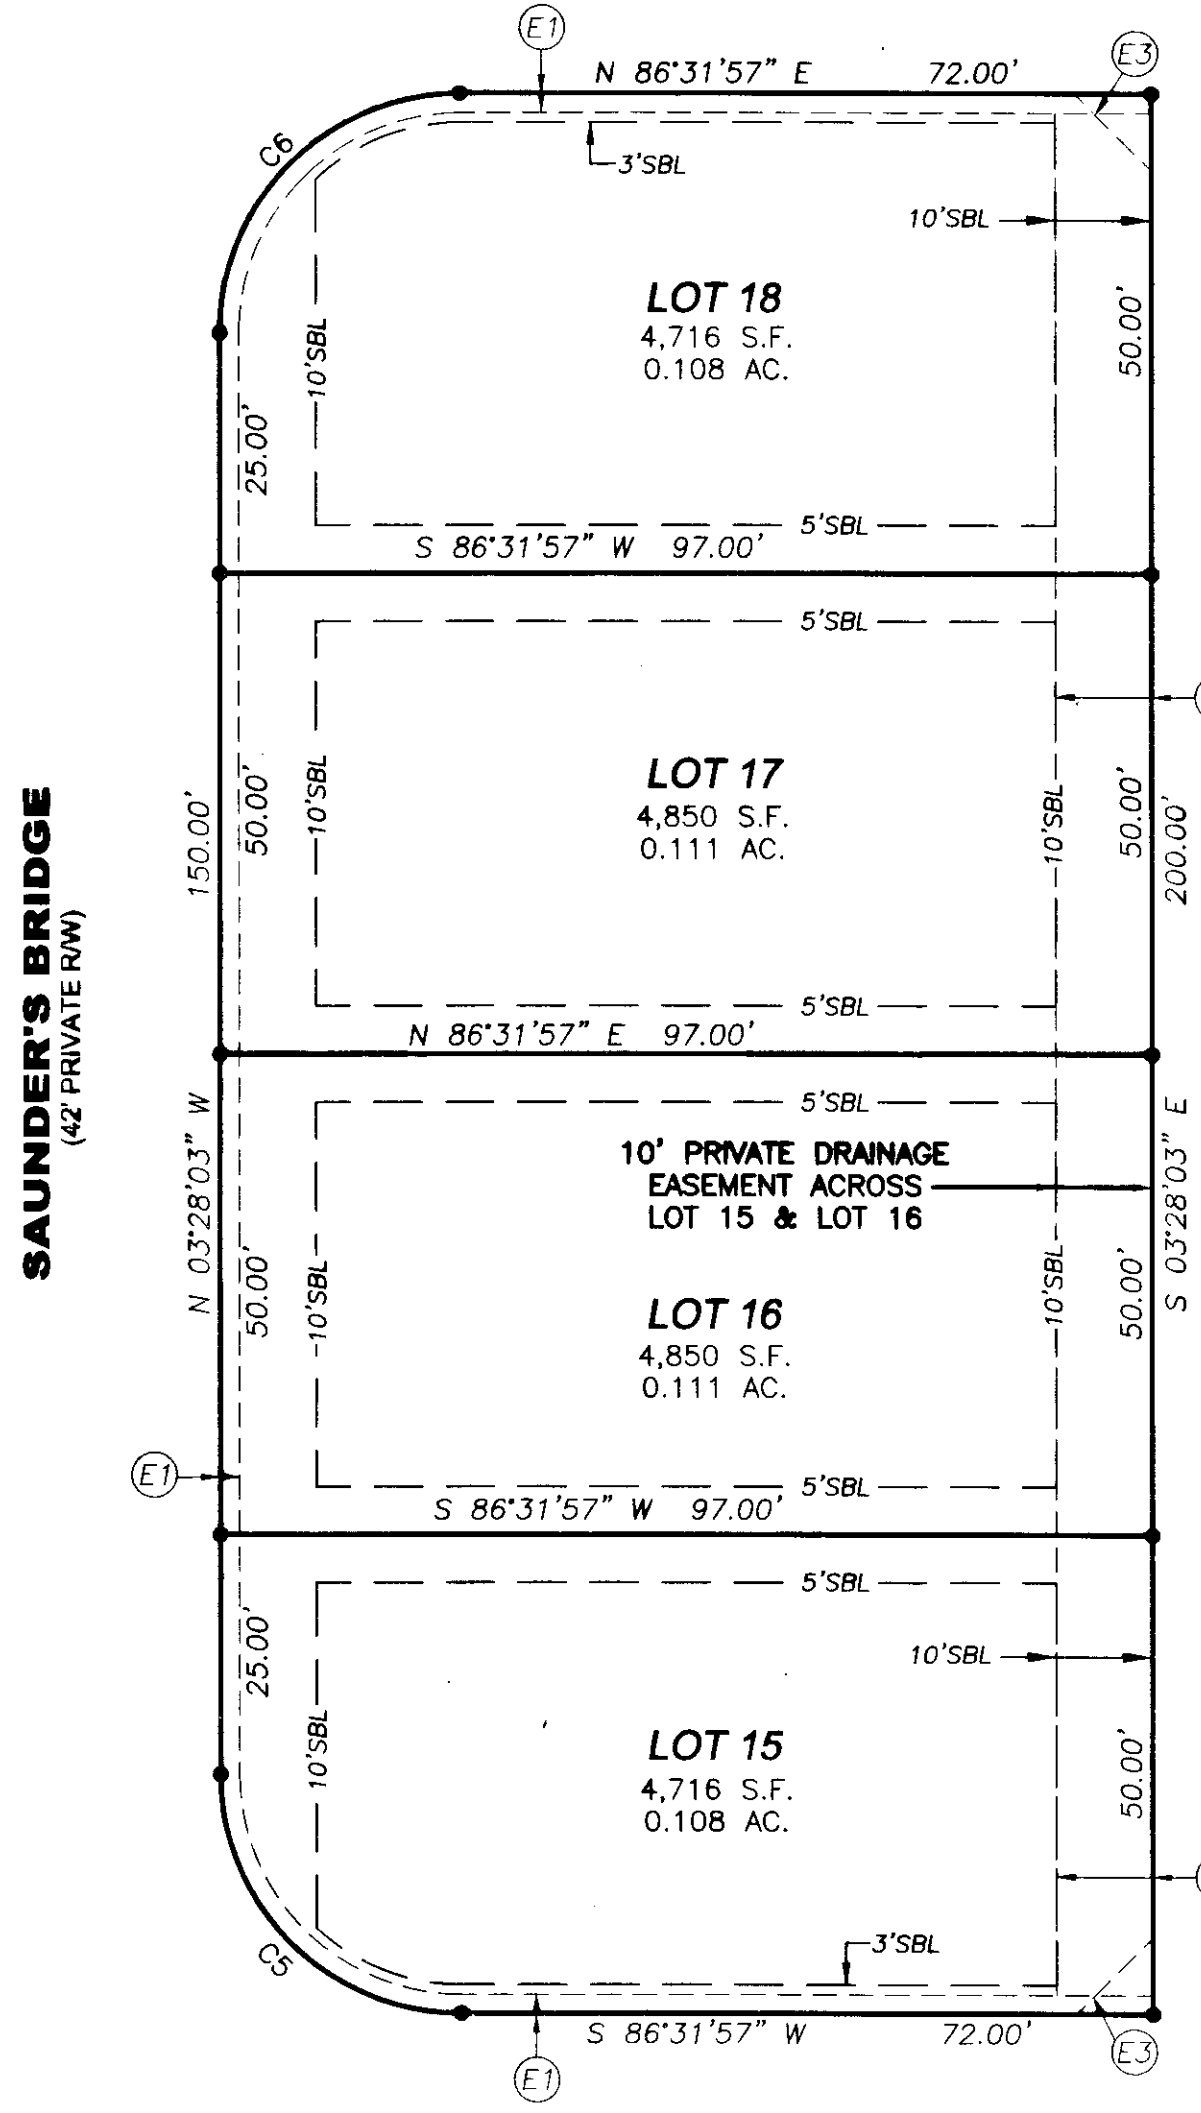 E1
E3
N 86°31'57" E 72.00'
C6
3'SBL
10'SBL
LOT 18
4,716 S.F.
0.108 AC.
10'SBL
50.00'
25.00'
5'SBL
S 86°31'57" W 97.00'
5'SBL
LOT 17
4,850 S.F.
0.111 AC.
150.00'
50.00'
10'SBL
10'SBL
50.00'
200.00'
SAUNDER'S BRIDGE
(42' PRIVATE R/W)
5'SBL
N 86°31'57" E 97.00'
5'SBL
N 03°28'03" W
10' PRIVATE DRAINAGE
EASEMENT ACROSS
LOT 15 & LOT 16
S 03°28'03" E
50.00'
10'SBL
10'SBL
50.00'
LOT 16
4,850 S.F.
0.111 AC.
E1
5'SBL
S 86°31'57" W 97.00'
5'SBL
25.00'
10'SBL
10'SBL
LOT 15
4,716 S.F.
0.108 AC.
50.00'
C5
3'SBL
S 86°31'57" W 72.00'
E1
E3